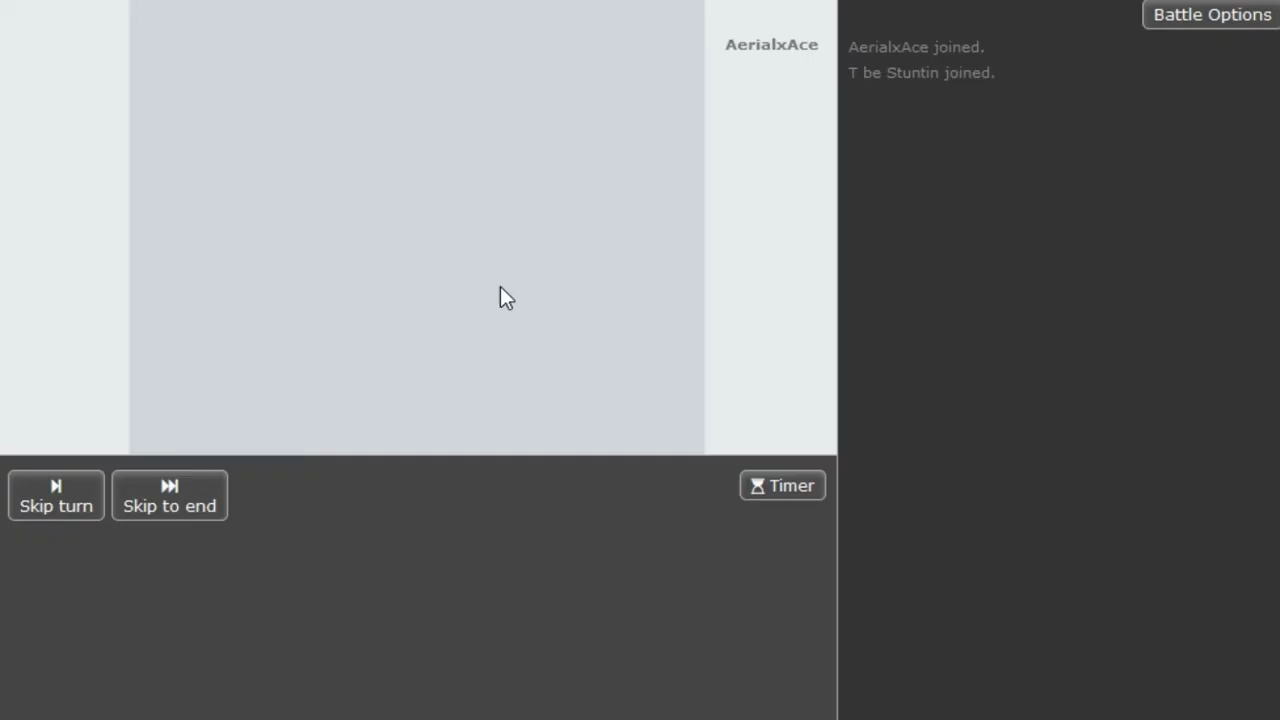 Battle Options
AerialxAce
AerialxAce joined.
T be Stuntin joined.
Skip turn
Skip to end
Timer